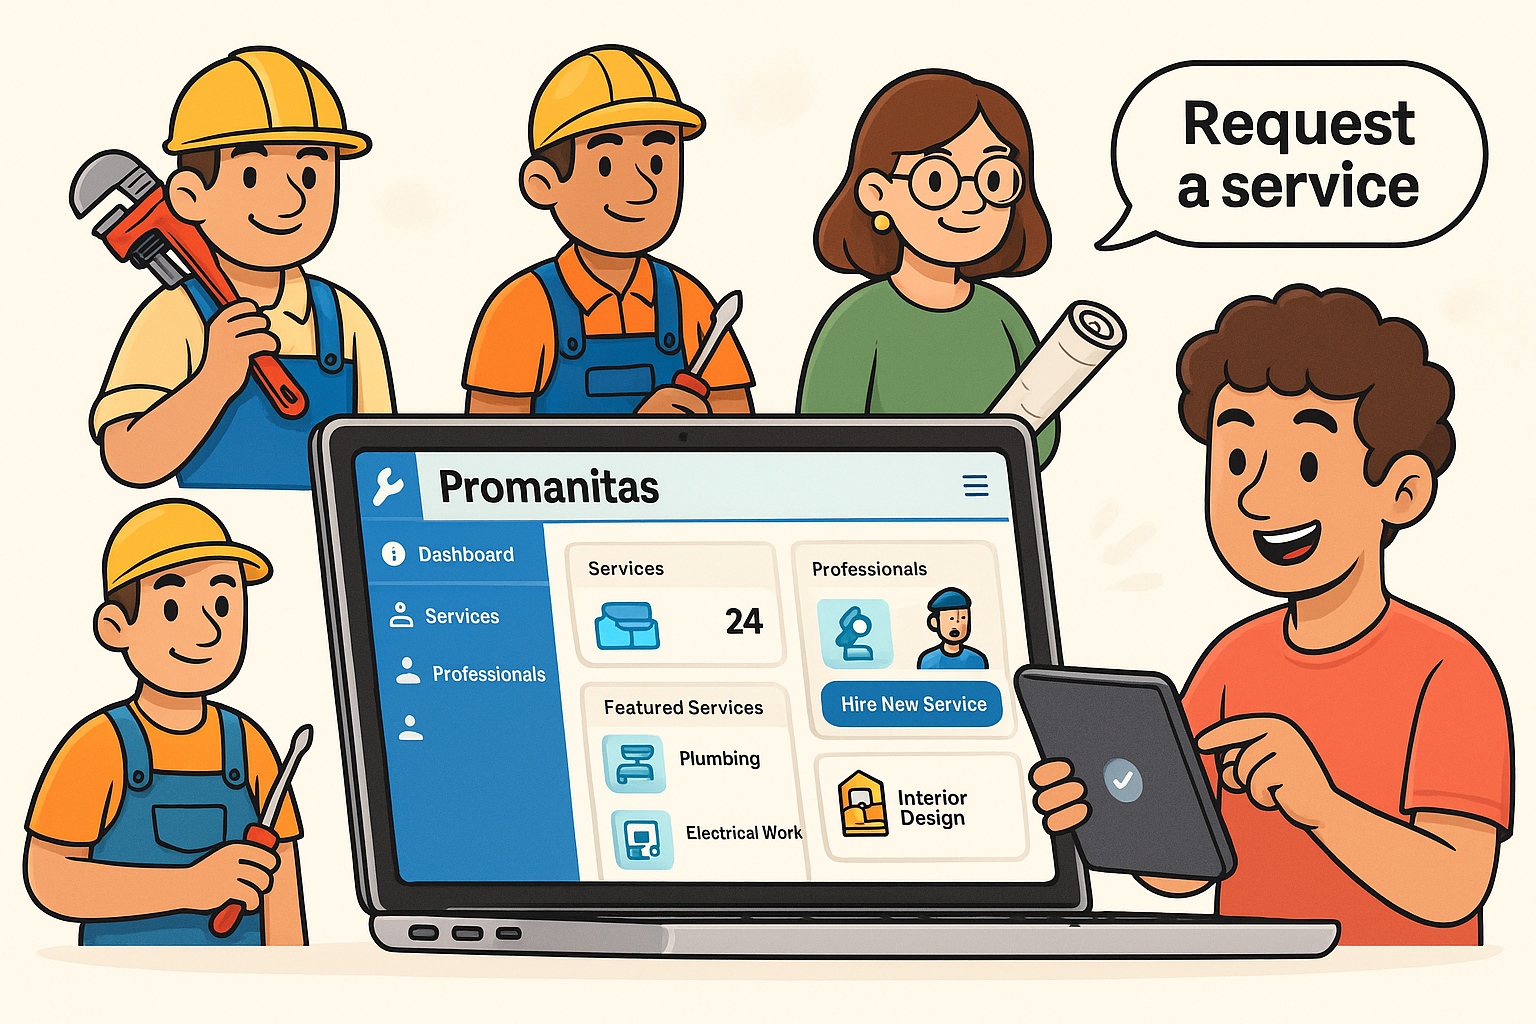 Request
a service
Promanitas
Dashboard
Services
Professionals
Services
24
Professionals
Hire New Service
Featured Services
Plumbing
Electrical Work
Interior
Design